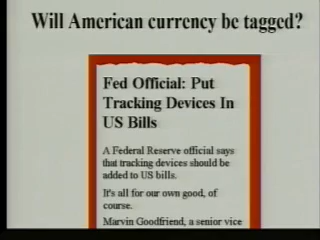 Will American currency be tagged?
Fed Official: Put
Tracking Devices In
US Bills
A Federal Reserve official says
that tracking devices should be
added to US bills.
It's all for our own good, of
course.
Marvin Goodfriend, a senior vice